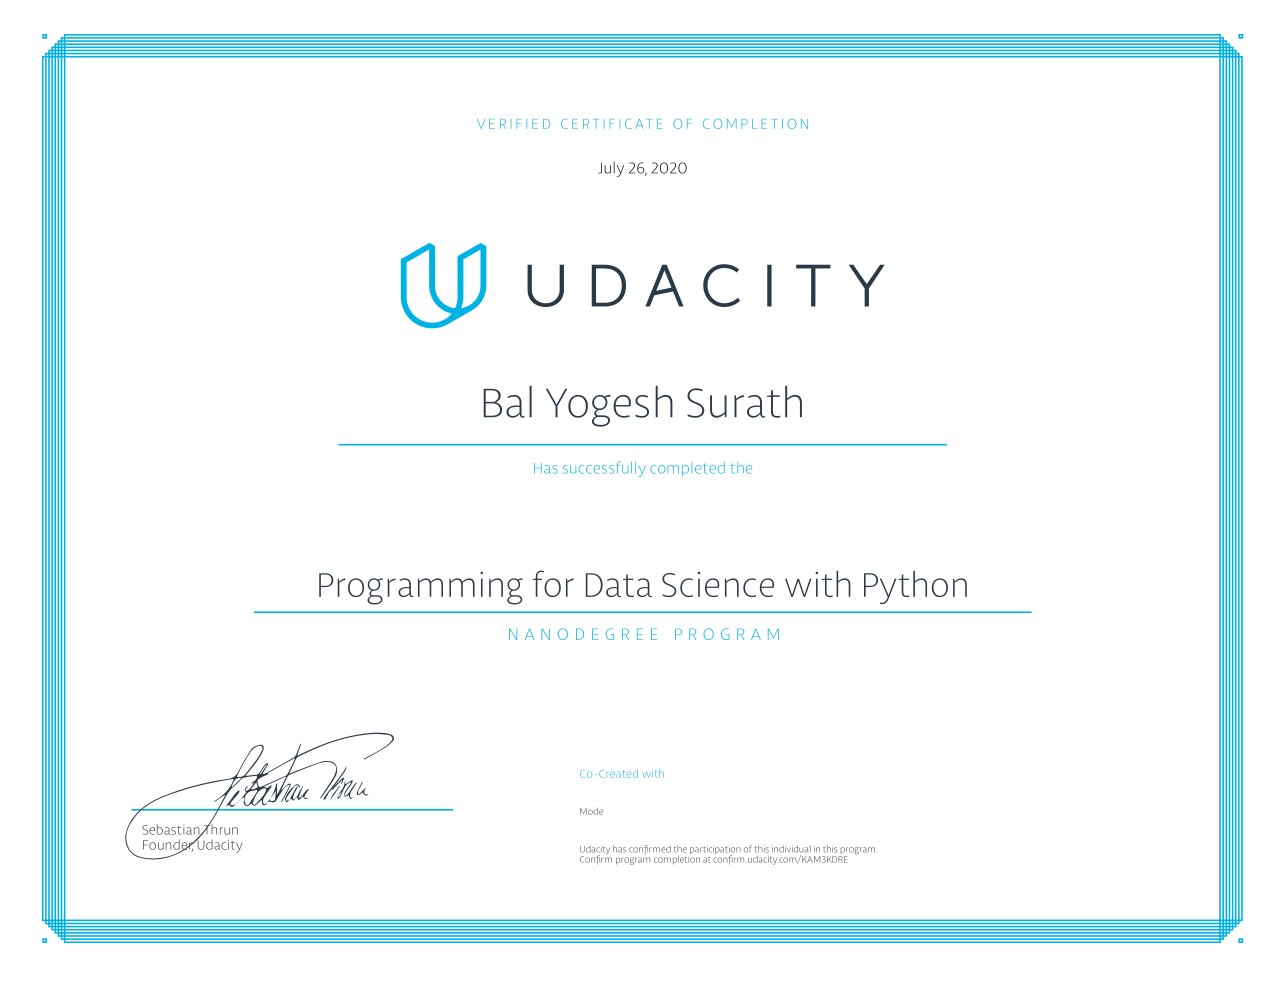 VERIFIED CERTIFICATE OF COMPLETION
July 26, 2020
UDACITY
Bal Yogesh Surath
Has successfully completed the
Programming for Data Science with Python
NANODEGREE PROGRAM
Sebastian Thrun
Sebastian Thrun
Founder, Udacity
Co-Created with
Mode
Udacity has confirmed the participation of this individual in this program.
Confirm program completion at confirm.udacity.com/KAM3KDRE